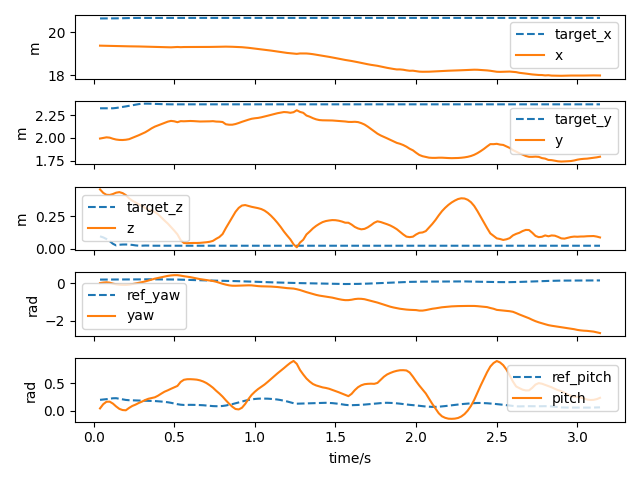 20
18
m
target_x
x
2.25
2.00
1.75
m
target_y
y
0.25
0.00
m
target_z
z
0
−2
rad
ref_yaw
yaw
0.5
0.0
rad
ref_pitch
pitch
0.0 0.5 1.0 1.5 2.0 2.5 3.0
time/s